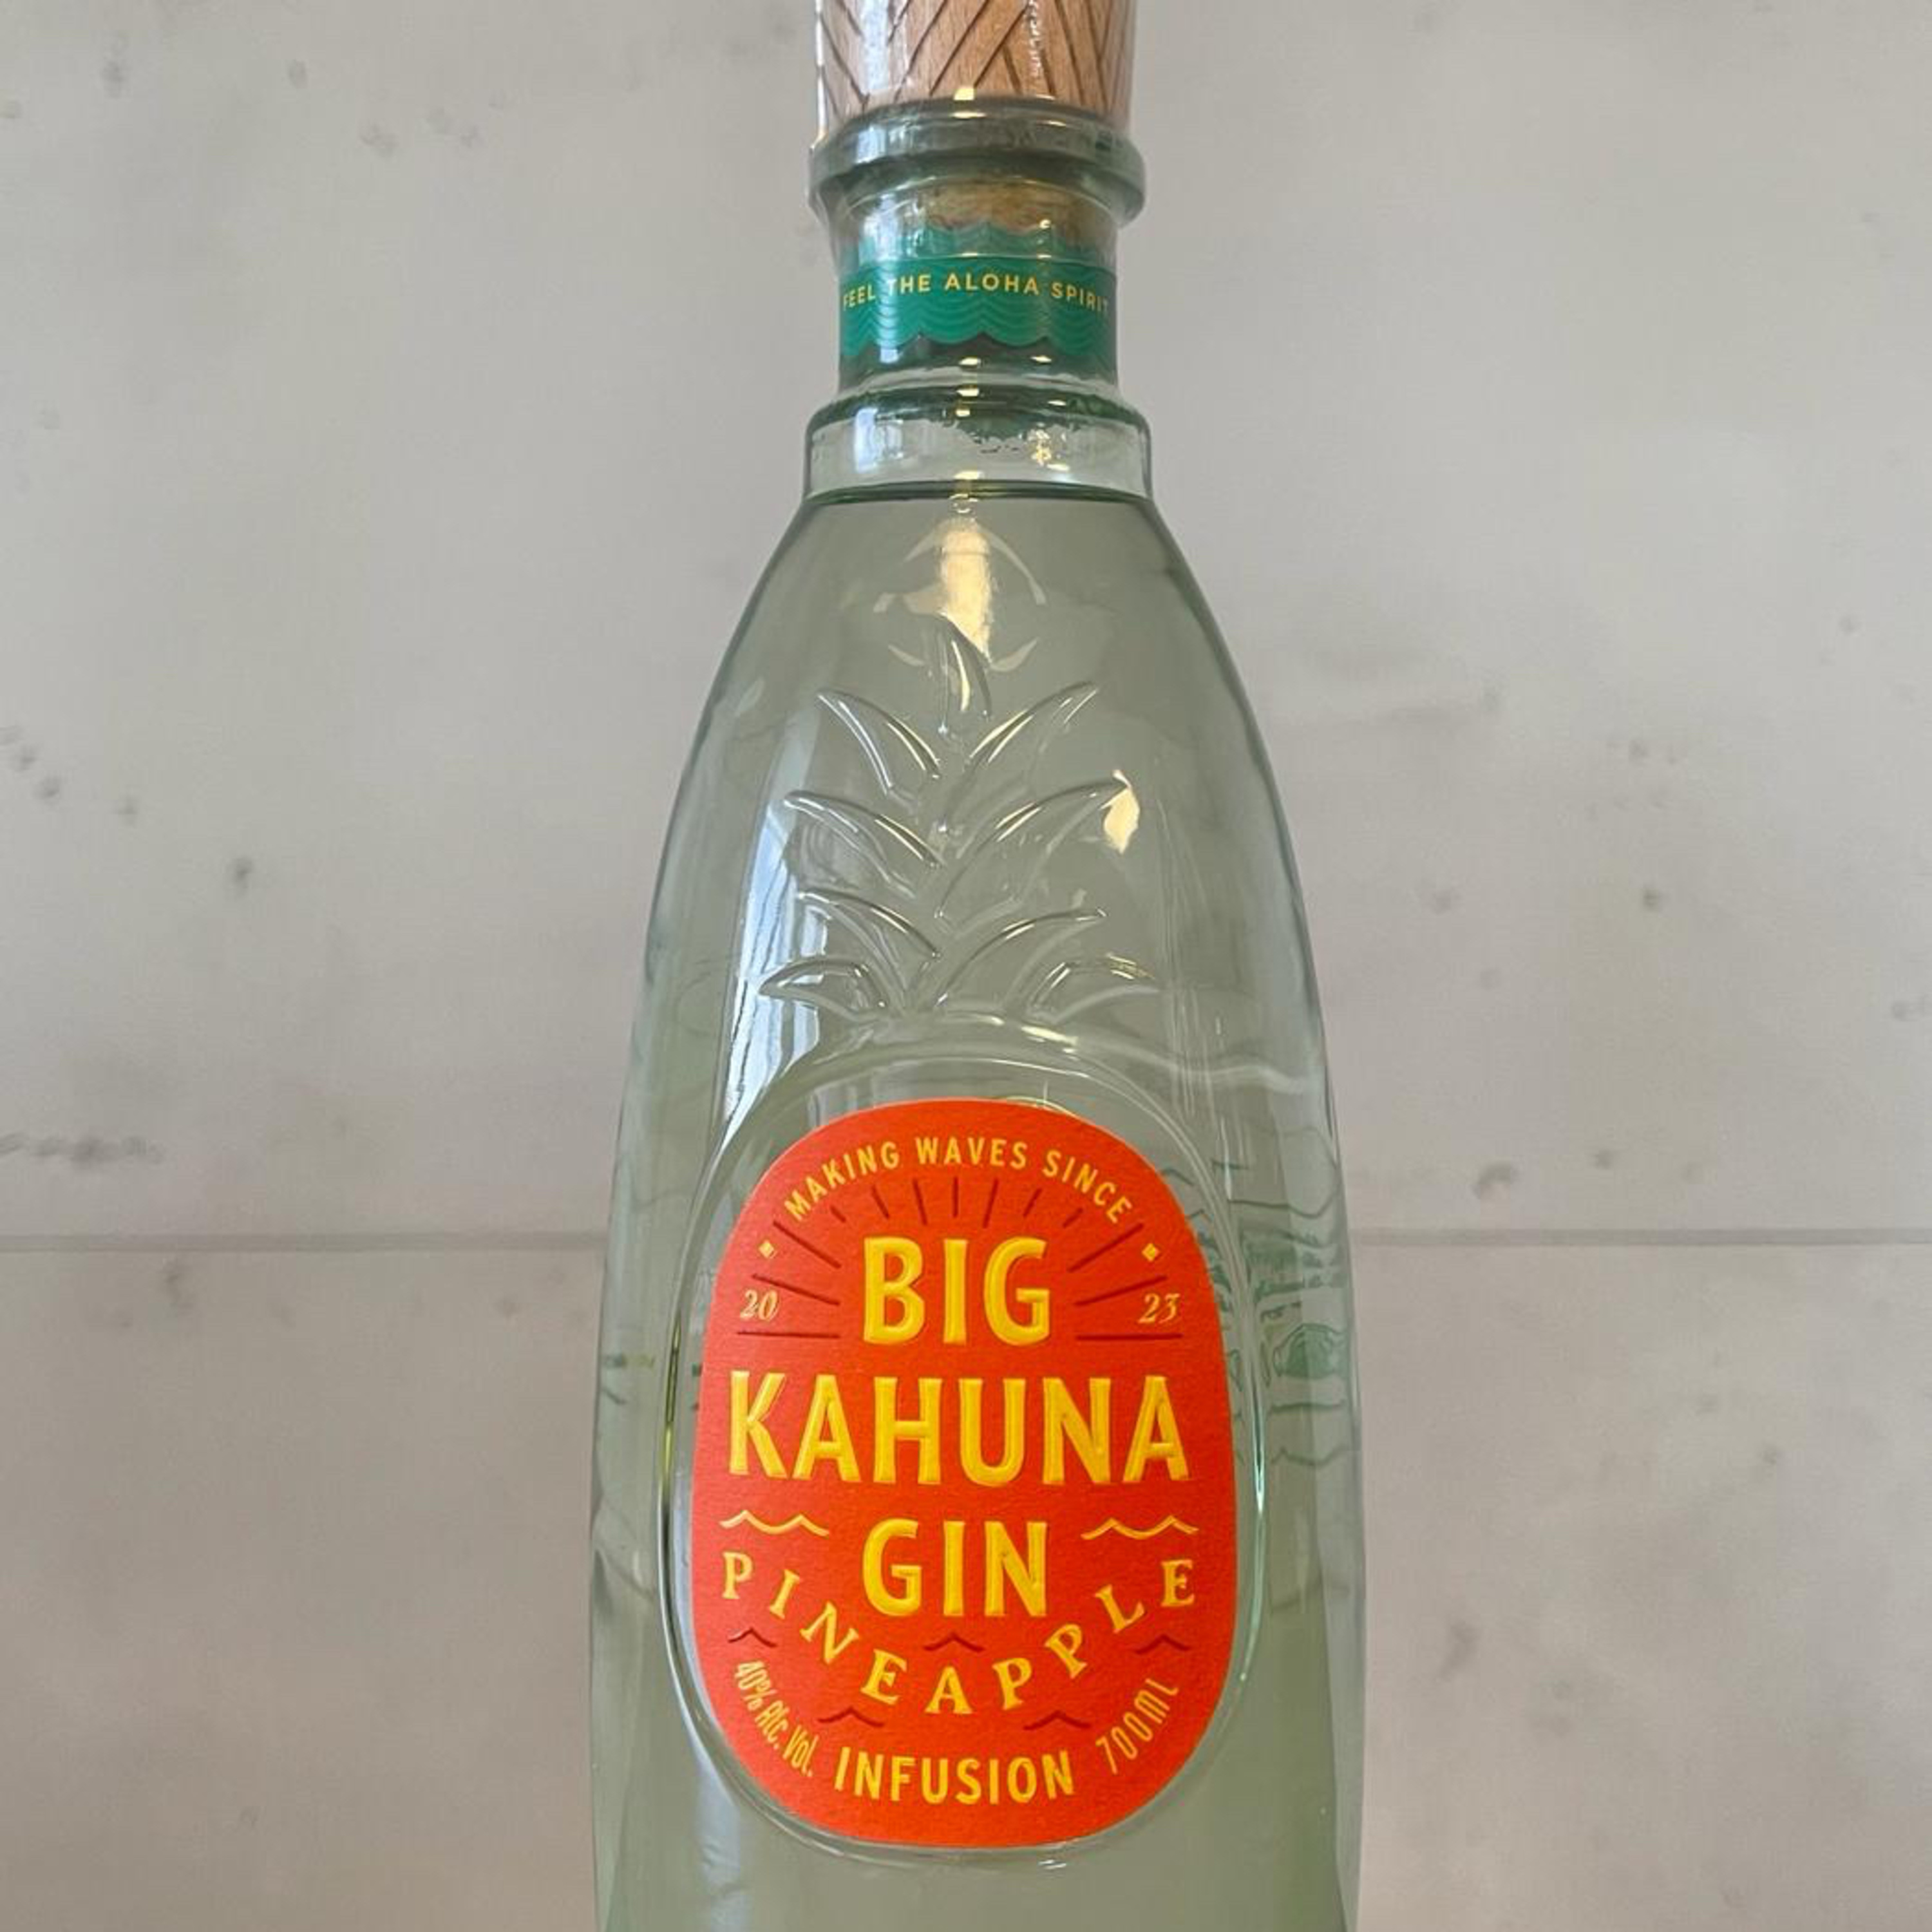 FEEL THE ALOHA SPIRIT
MAKING WAVES SINCE
20 23
BIG
KAHUNA
GIN
PINEAPPLE
40% Alc. Vol. INFUSION 700ML